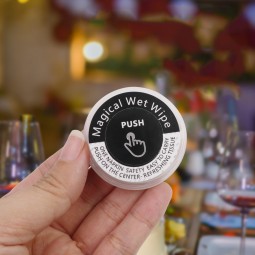 Magical Wet Wipe
PUSH
ONE NAPKIN. SAFETY EASY TO CARRY
PUSH ON THE CENTER-REFRESHING TISSUE